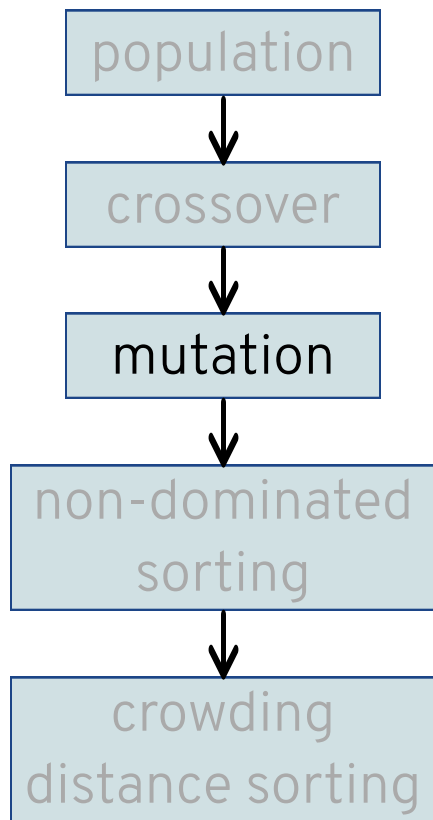 population
crossover
mutation
non-dominated
sorting
crowding
distance sorting